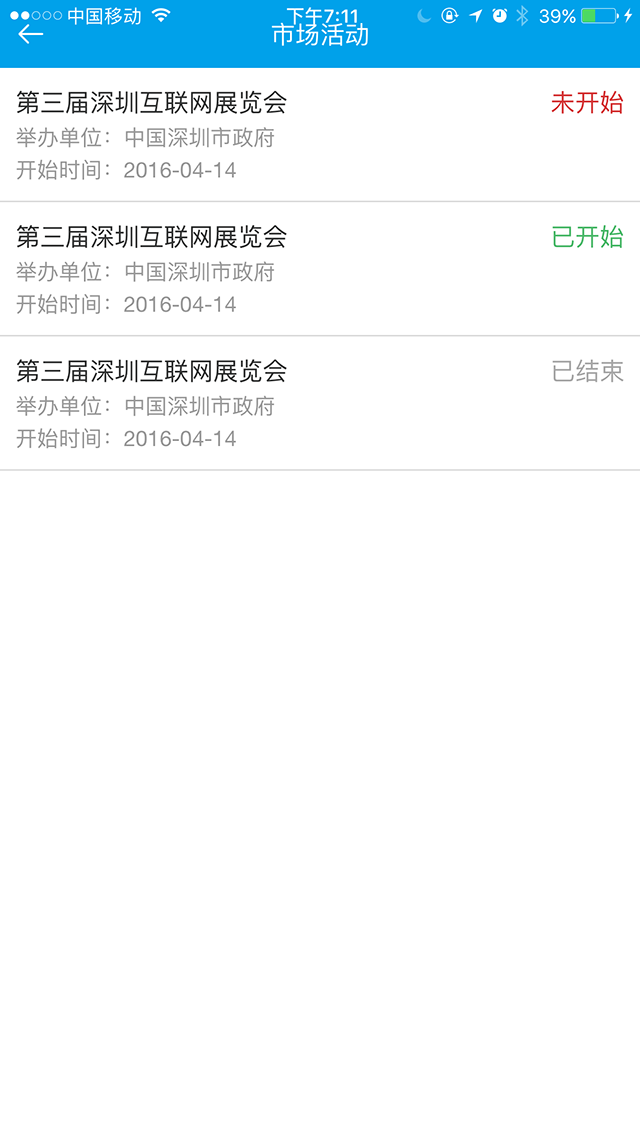 中国移动 下午7:11 39%
市场活动
第三届深圳互联网展览会 未开始
举办单位：中国深圳市政府
开始时间：2016-04-14
第三届深圳互联网展览会 已开始
举办单位：中国深圳市政府
开始时间：2016-04-14
第三届深圳互联网展览会 已结束
举办单位：中国深圳市政府
开始时间：2016-04-14